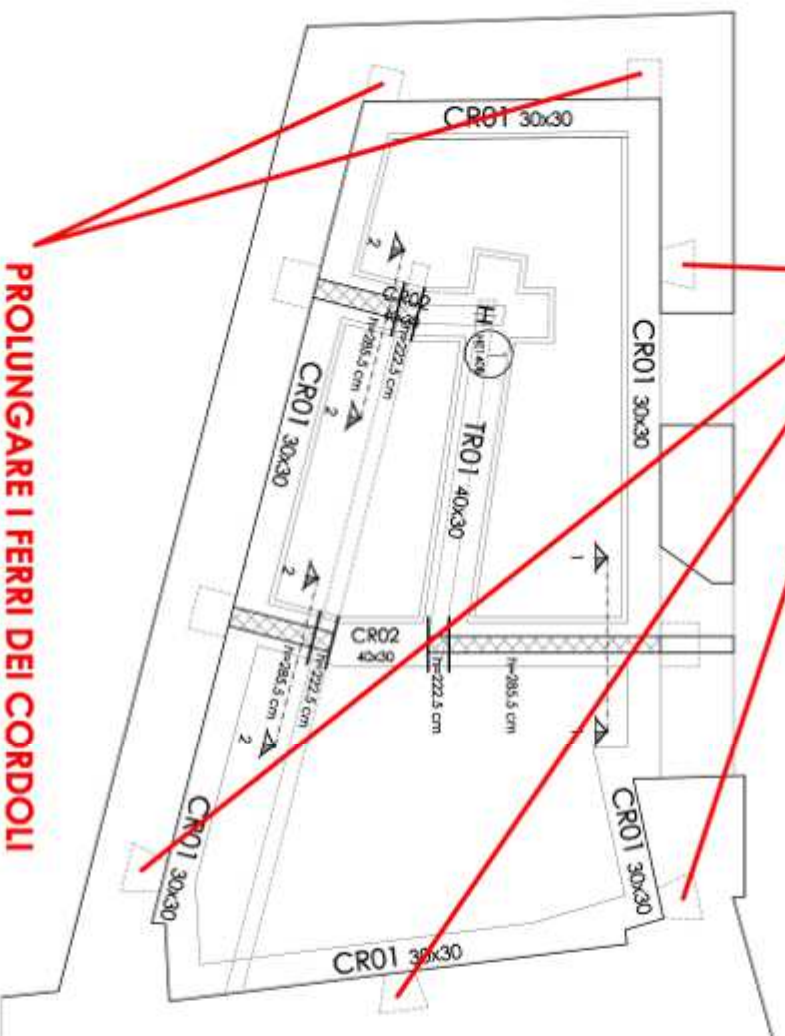 PROLUNGARE I FERRI DEI CORDOLI
CR01 30x30
CR01 30x30
CR02
h=222.5 cm
h=285.5 cm
2
2
1
TR01 40x30
CR01 30x30
2
1
CR02
40x30
h=222.5 cm
h=285.5 cm
h=222.5 cm
h=285.5 cm
2
1
CR01 30x30
CR01 30x30
CR01 30x30